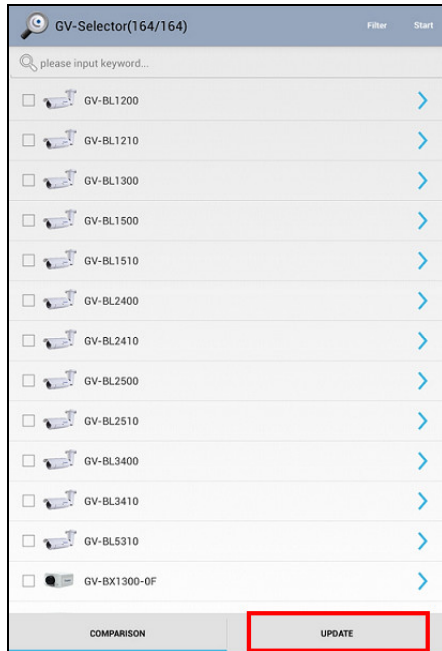 GV-Selector(164/164) Filter Start
please input keyword...
GV-BL1200
GV-BL1210
GV-BL1300
GV-BL1500
GV-BL1510
GV-BL2400
GV-BL2410
GV-BL2500
GV-BL2510
GV-BL3400
GV-BL3410
GV-BL5310
GV-BX1300-0F
COMPARISON UPDATE